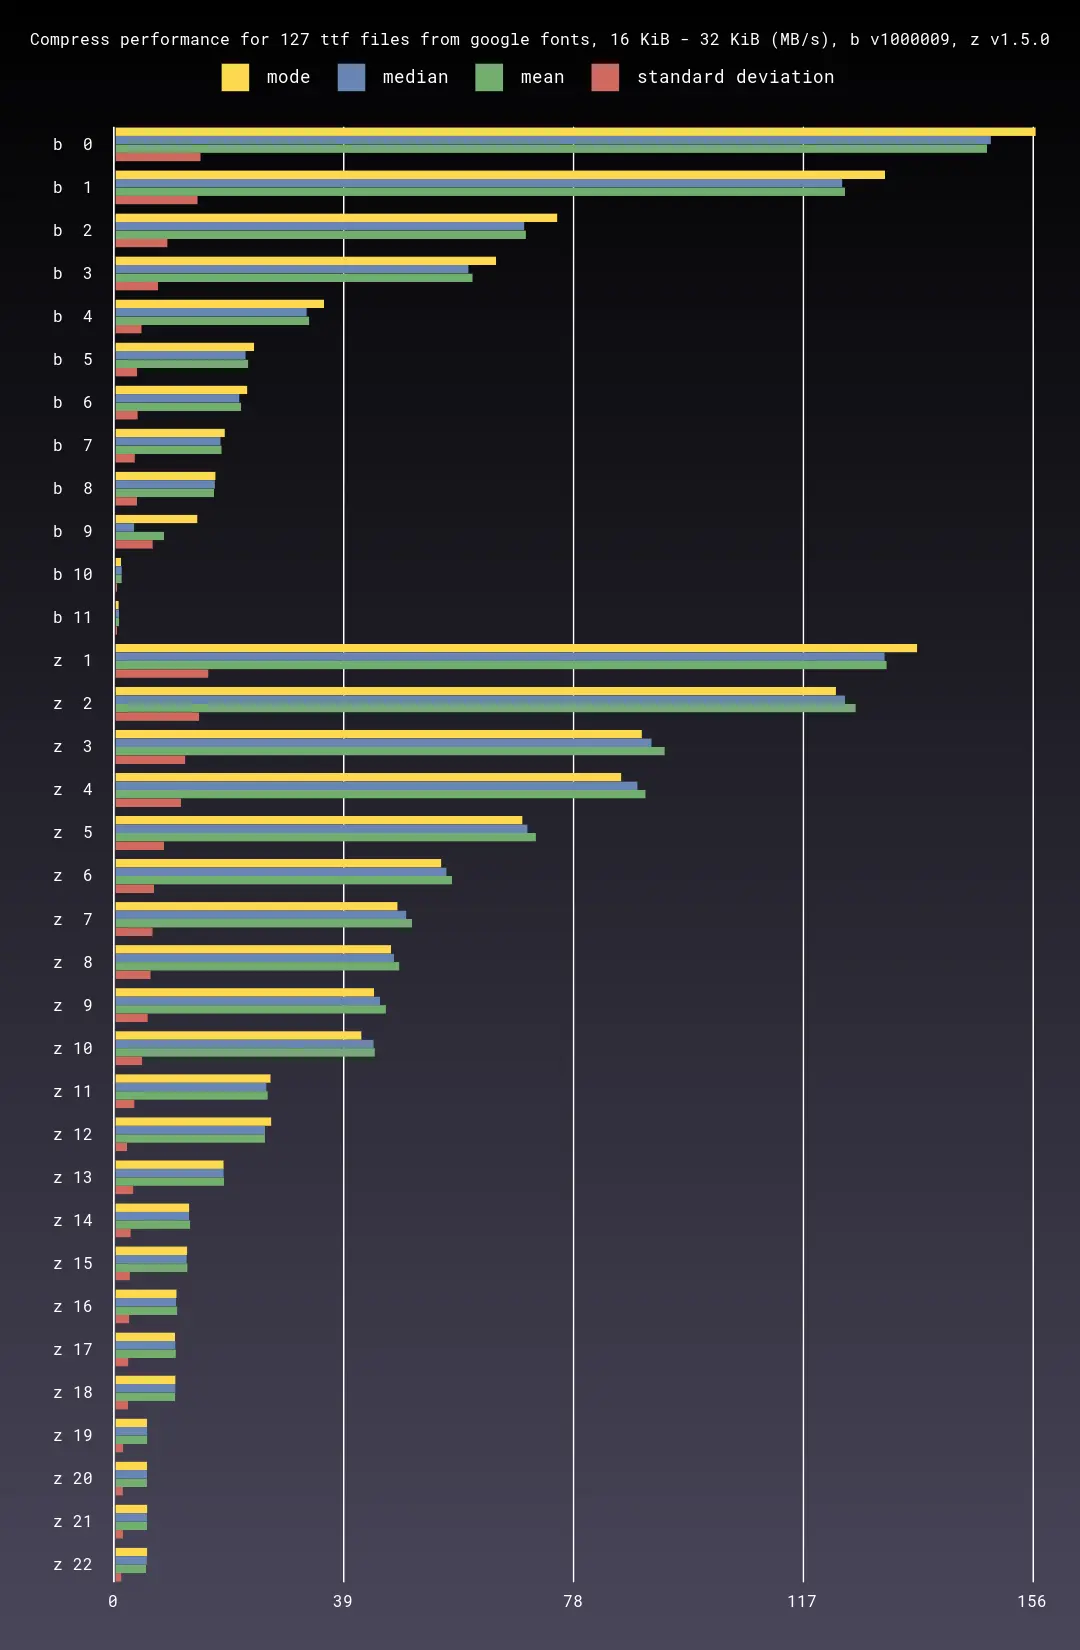 Compress performance for 127 ttf files from google fonts, 16 KiB - 32 KiB (MB/s), b v1000009, z v1.5.0
mode median mean standard deviation
b 0
b 1
b 2
b 3
b 4
b 5
b 6
b 7
b 8
b 9
b 10
b 11
z 1
z 2
z 3
z 4
z 5
z 6
z 7
z 8
z 9
z 10
z 11
z 12
z 13
z 14
z 15
z 16
z 17
z 18
z 19
z 20
z 21
z 22
0 39 78 117 156